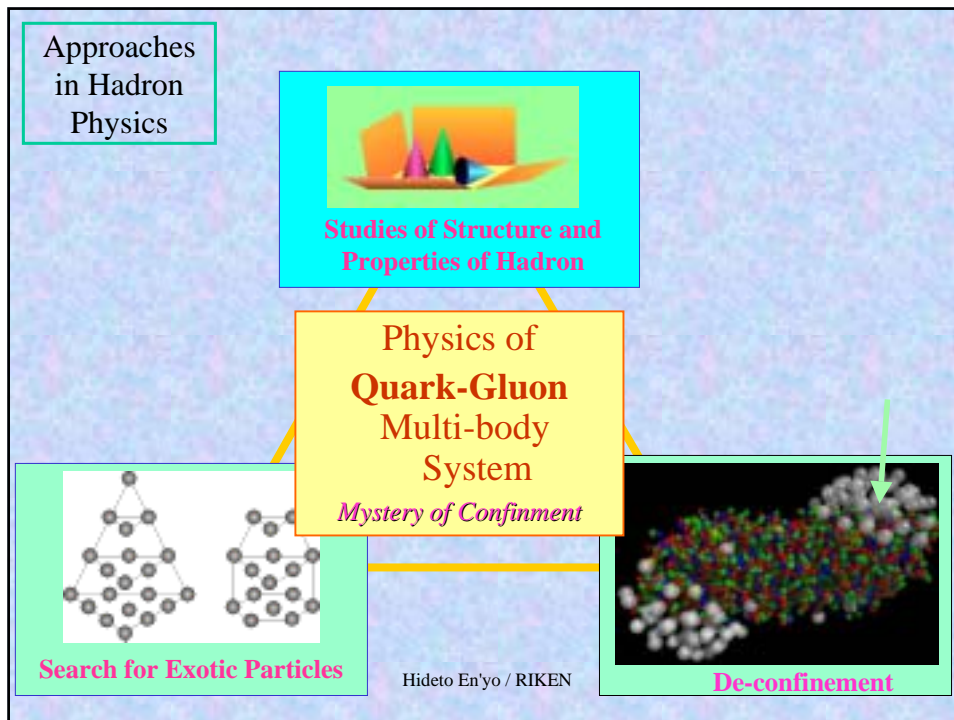 Approaches
in Hadron
Physics
Studies of Structure and
Properties of Hadron
Physics of
Quark-Gluon
Multi-body
System
Mystery of Confinment
Search for Exotic Particles
Hideto En'yo / RIKEN
De-confinement